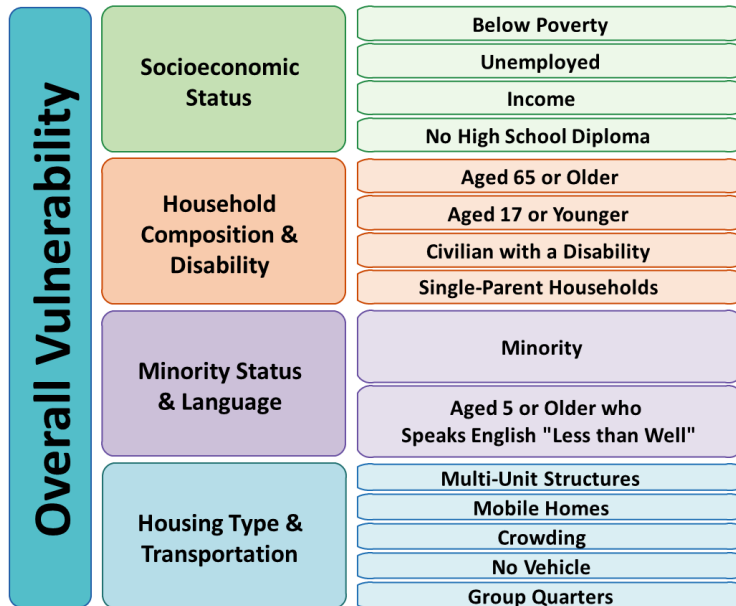 Overall Vulnerability
Socioeconomic
Status
Below Poverty
Unemployed
Income
No High School Diploma
Household
Composition &
Disability
Aged 65 or Older
Aged 17 or Younger
Civilian with a Disability
Single-Parent Households
Minority Status
& Language
Minority
Aged 5 or Older who
Speaks English "Less than Well"
Housing Type &
Transportation
Multi-Unit Structures
Mobile Homes
Crowding
No Vehicle
Group Quarters